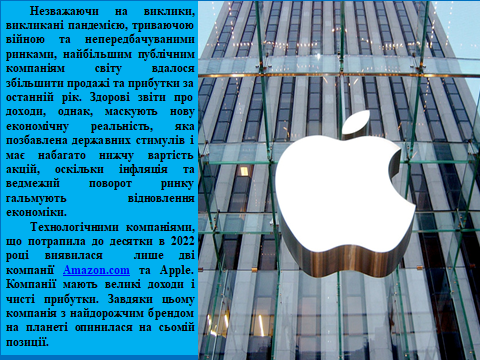 Незважаючи на виклики,
викликані пандемією, триваючою
війною та непередбачуваними
ринками, найбільшим публічним
компаніям світу вдалося
збільшити продажі та прибутки за
останній рік. Здорові звіти про
доходи, однак, маскують нову
економічну реальність, яка
позбавлена державних стимулів і
має набагато нижчу вартість
акцій, оскільки інфляція та
ведмежий поворот ринку
гальмують відновлення
економіки.
Технологічними компаніями,
що потрапила до десятки в 2022
році виявилася лише дві
компанії Amazon.com та Apple.
Компанії мають великі доходи і
чисті прибутки. Завдяки цьому
компанія з найдорожчим брендом
на планеті опинилася на сьомій
позиції.